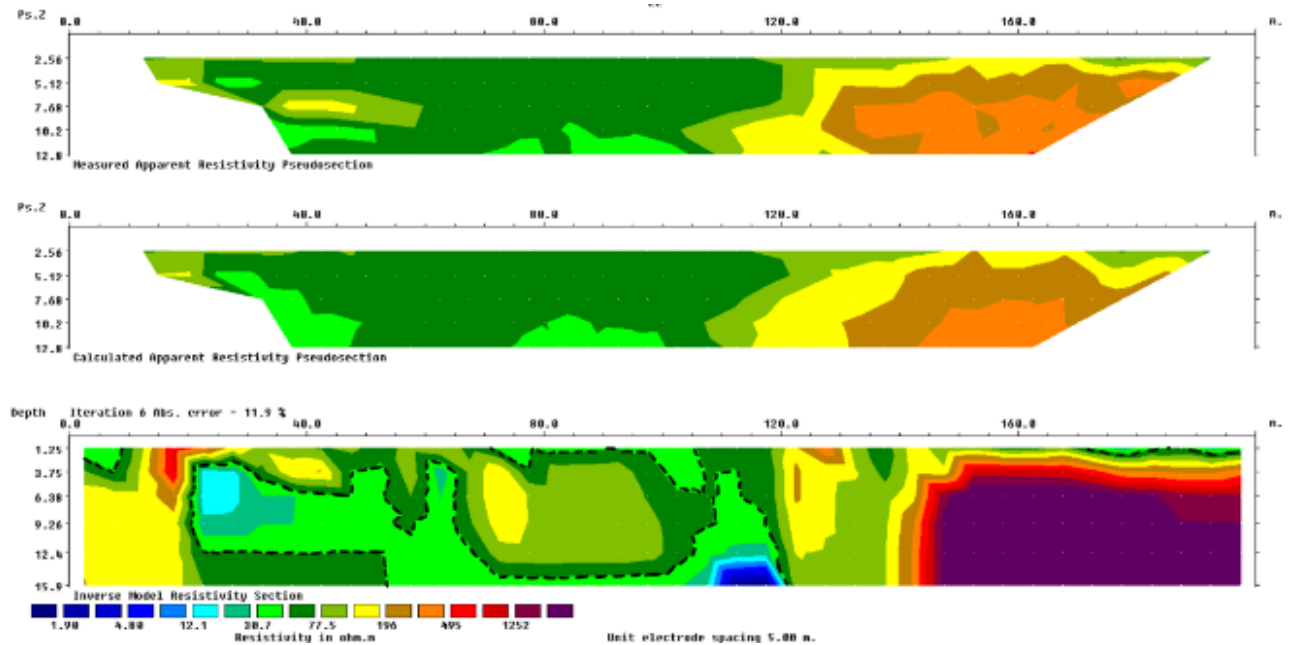 Ps.Z 0.0 40.0 80.0 120.0 160.0 m.
2.56
5.12
7.68
10.2
12.8
Measured Apparent Resistivity Pseudosection
Ps.Z 0.0 40.0 80.0 120.0 160.0 m.
2.56
5.12
7.68
10.2
12.8
Calculated Apparent Resistivity Pseudosection
Depth Iteration 6 Abs. error = 11.9 %
0.0 40.0 80.0 120.0 160.0 m.
1.25
3.75
6.38
9.26
12.4
15.9
Inverse Model Resistivity Section
1.90 4.80 12.1 30.7 77.5 196 495 1252
Resistivity in ohm.m Unit electrode spacing 5.00 m.